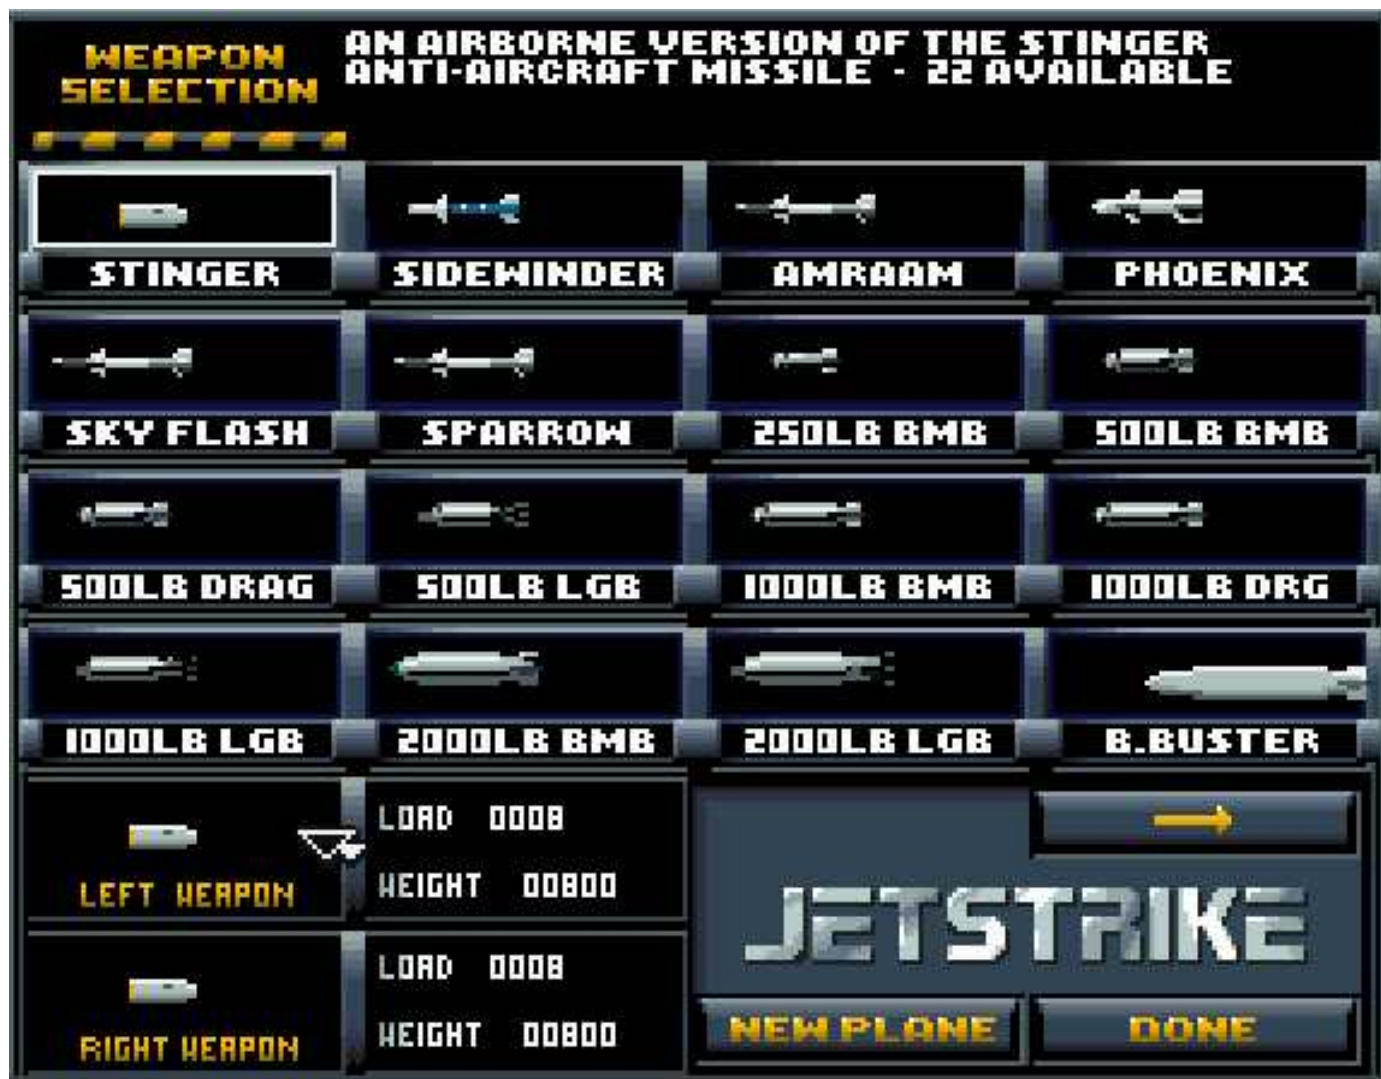 WEAPON
SELECTION
AN AIRBORNE VERSION OF THE STINGER
ANTI-AIRCRAFT MISSILE - 22 AVAILABLE
STINGER
SIDEWINDER
AMRAAM
PHOENIX
SKY FLASH
SPARROW
250LB BMB
500LB BMB
500LB DRAG
500LB LGB
1000LB BMB
1000LB DRG
1000LB LGB
2000LB BMB
2000LB LGB
B.BUSTER
LEFT WEAPON
LOAD 0008
WEIGHT 00800
RIGHT WEAPON
LOAD 0008
WEIGHT 00800
JETSTRIKE
NEW PLANE
DONE